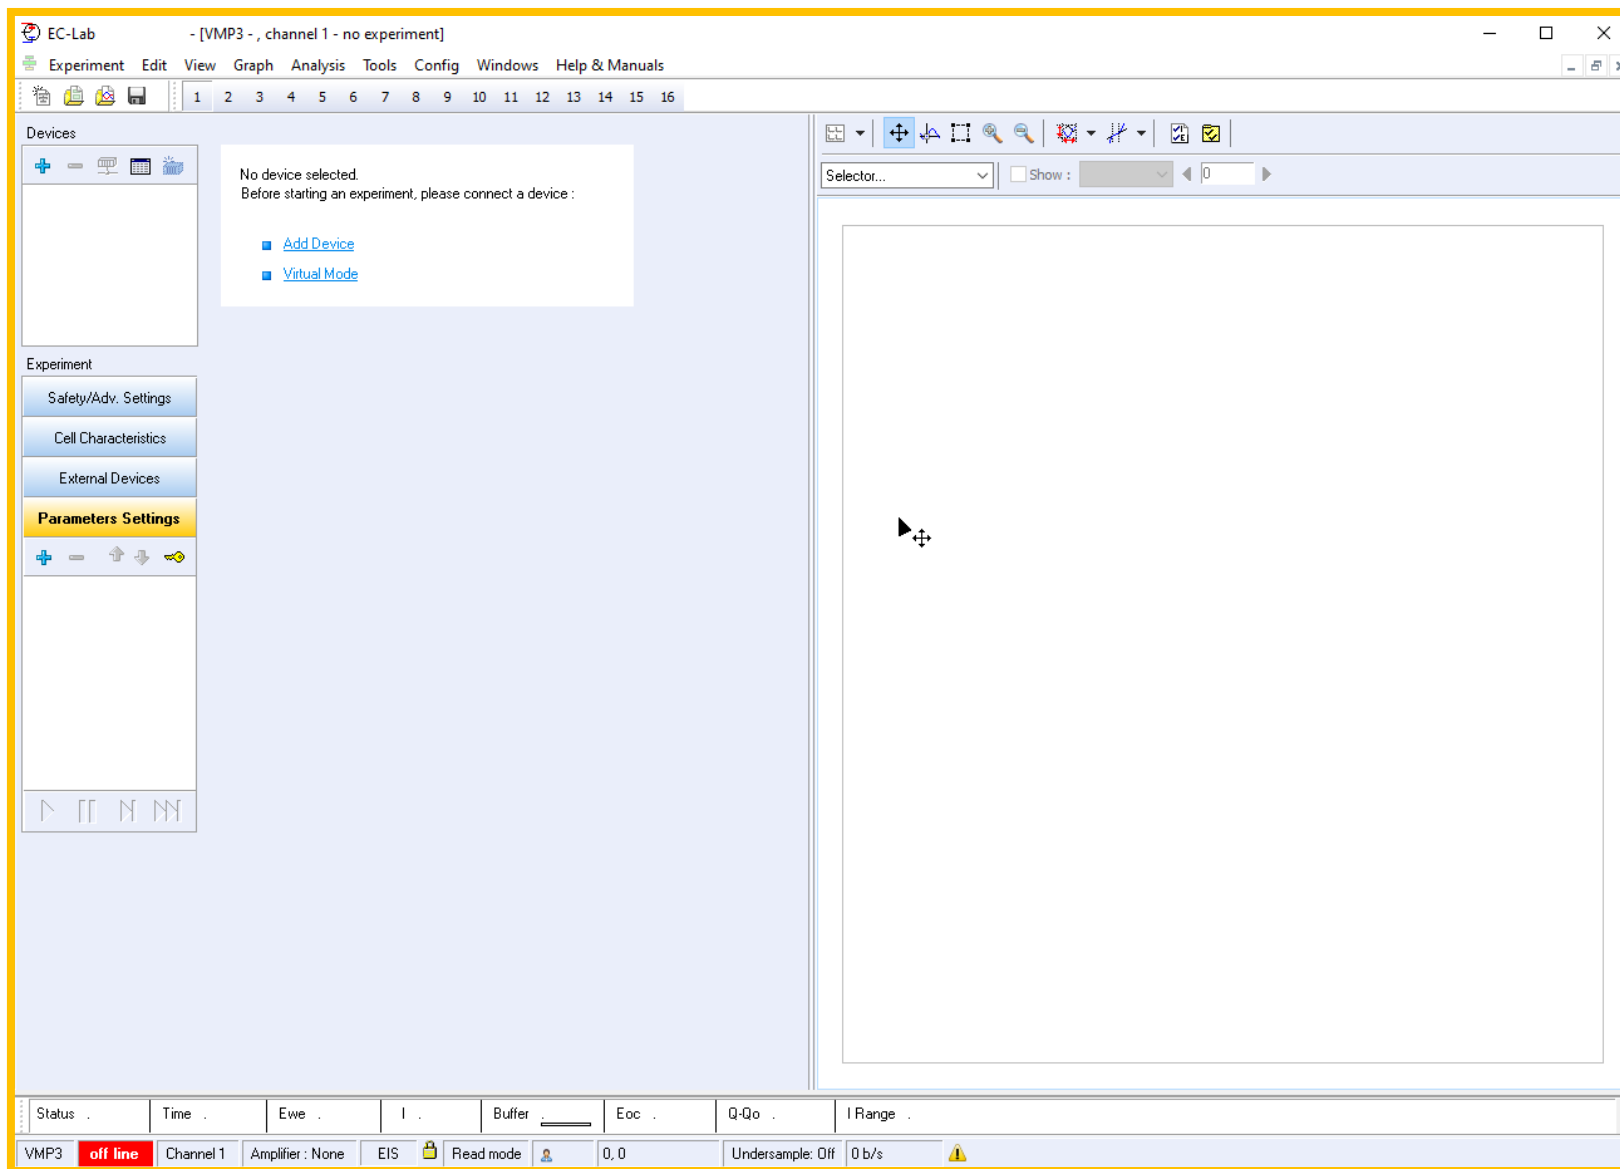 EC-Lab - [VMP3 - , channel 1 - no experiment]
Experiment Edit View Graph Analysis Tools Config Windows Help & Manuals
1 2 3 4 5 6 7 8 9 10 11 12 13 14 15 16
Devices
No device selected.
Before starting an experiment, please connect a device :
Add Device
Virtual Mode
Selector... Show : 0
Experiment
Safety/Adv. Settings
Cell Characteristics
External Devices
Parameters Settings
Status . Time . Ewe . I . Buffer Eoc . Q-Qo . I Range .
VMP3 off line Channel 1 Amplifier : None EIS Read mode 0, 0 Undersample: Off 0 b/s